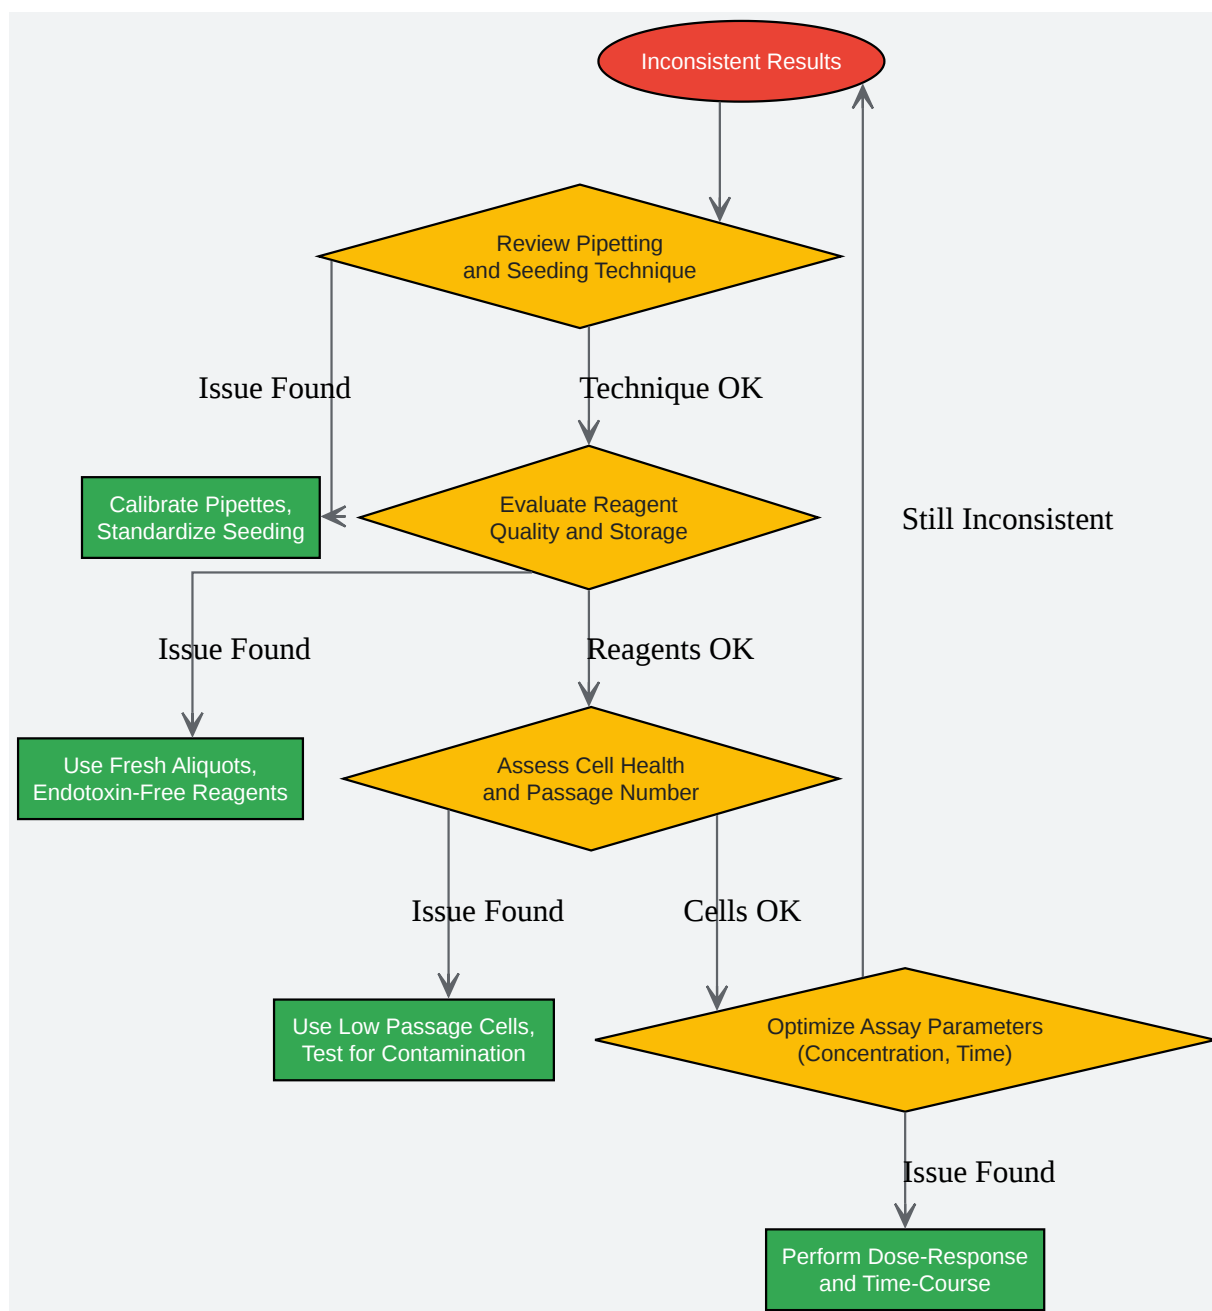 Inconsistent Results
Review Pipetting
and Seeding Technique
Issue Found
Technique OK
Calibrate Pipettes,
Standardize Seeding
Evaluate Reagent
Quality and Storage
Still Inconsistent
Issue Found
Reagents OK
Use Fresh Aliquots,
Endotoxin-Free Reagents
Assess Cell Health
and Passage Number
Issue Found
Cells OK
Use Low Passage Cells,
Test for Contamination
Optimize Assay Parameters
(Concentration, Time)
Issue Found
Perform Dose-Response
and Time-Course